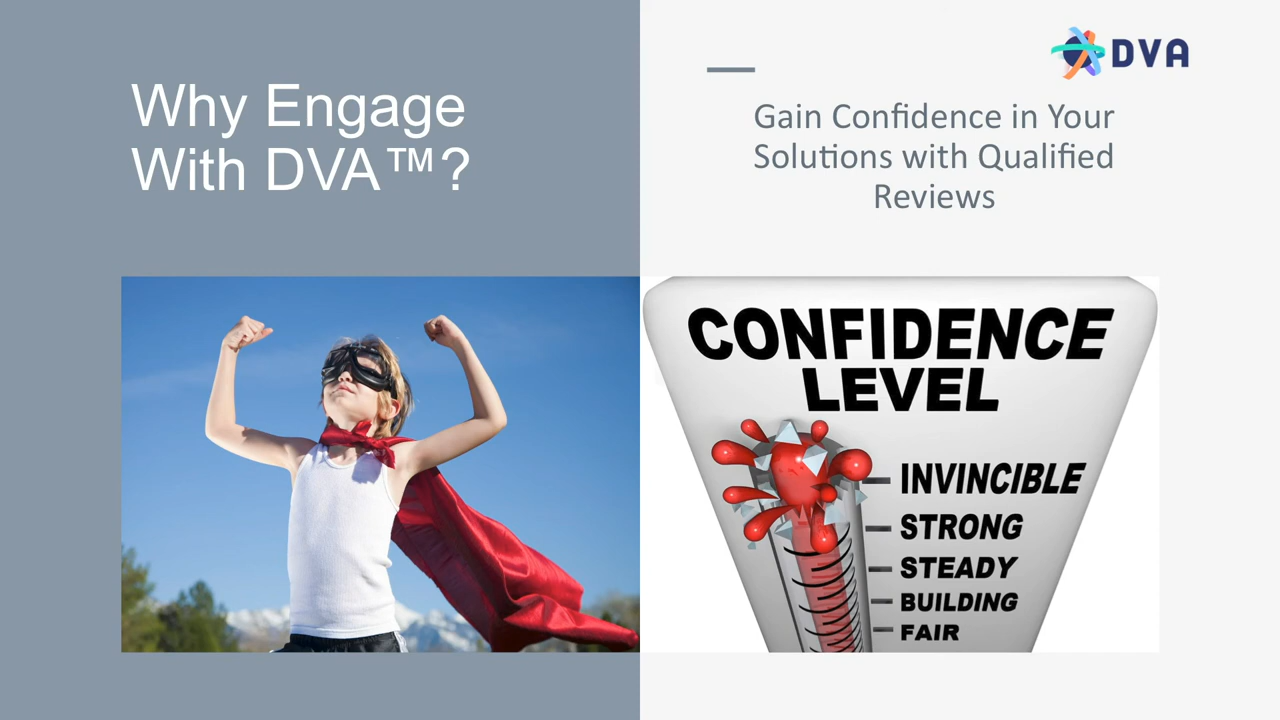 Why Engage
With DVA™?
DVA
Gain Confidence in Your
Solutions with Qualified
Reviews
CONFIDENCE
LEVEL
INVINCIBLE
STRONG
STEADY
BUILDING
FAIR